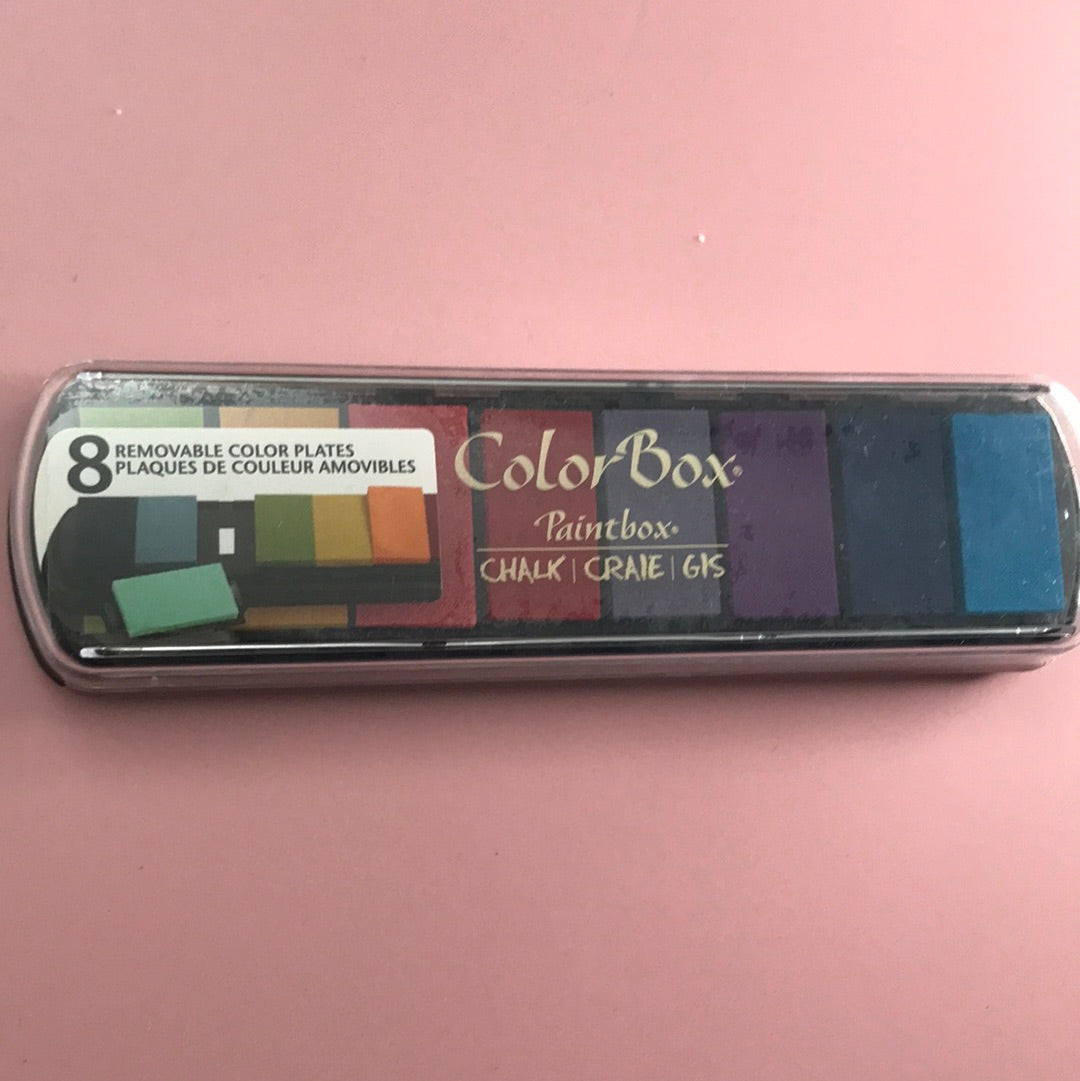 8 REMOVABLE COLOR PLATES
PLAQUES DE COULEUR AMOVIBLES
ColorBox®
Paintbox®
CHALK | CRAIE | GIS